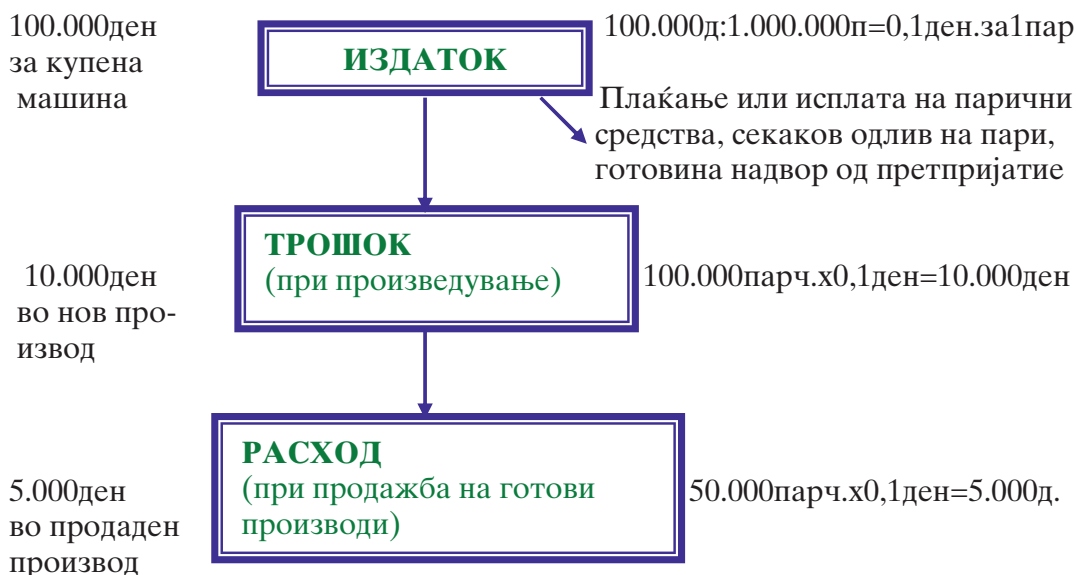 100.000ден
за купена
машина
ИЗДАТОК
100.000д:1.000.000п=0,1ден.за1пар
Плаќање или исплата на парични
средства, секаков одлив на пари,
готовина надвор од претпријатие
ТРОШОК
(при произведување)
10.000ден
во нов про-
извод
100.000парч.х0,1ден=10.000ден
РАСХОД
(при продажба на готови
производи)
5.000ден
во продаден
производ
50.000парч.х0,1ден=5.000д.